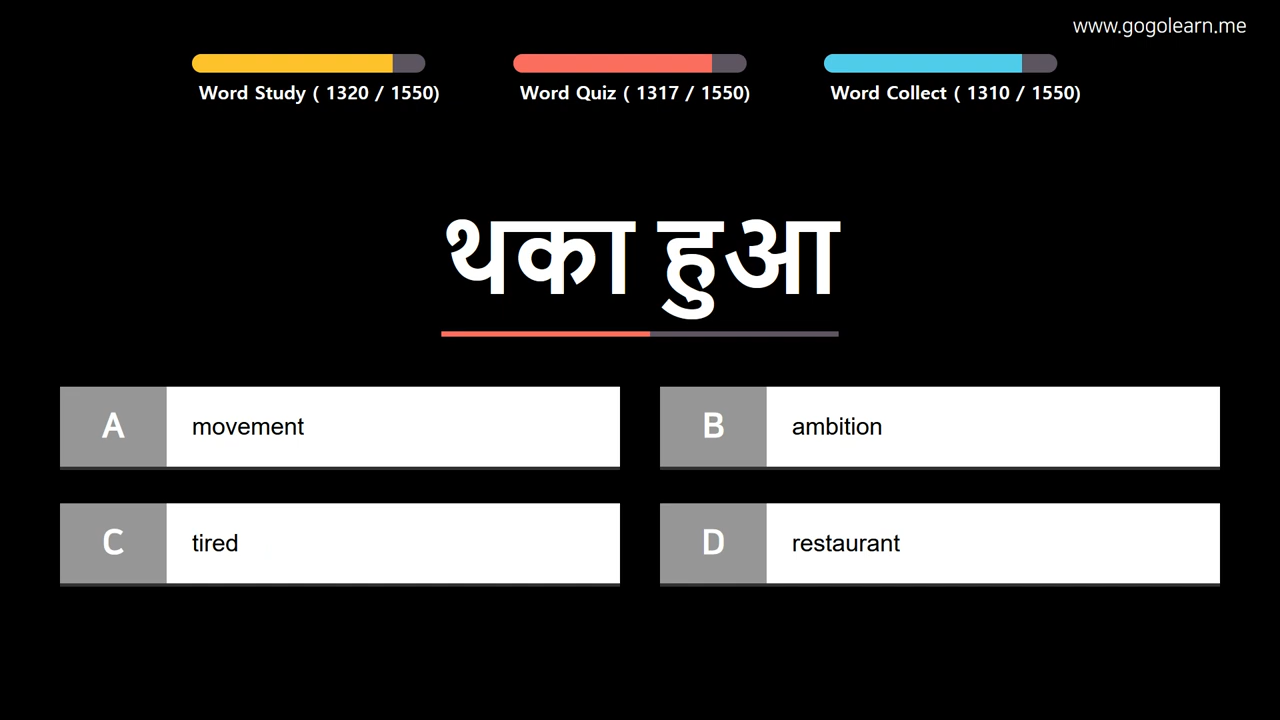 www.gogolearn.me
Word Study ( 1320 / 1550)
Word Quiz ( 1317 / 1550)
Word Collect ( 1310 / 1550)
थका हुआ
A movement
B ambition
C tired
D restaurant